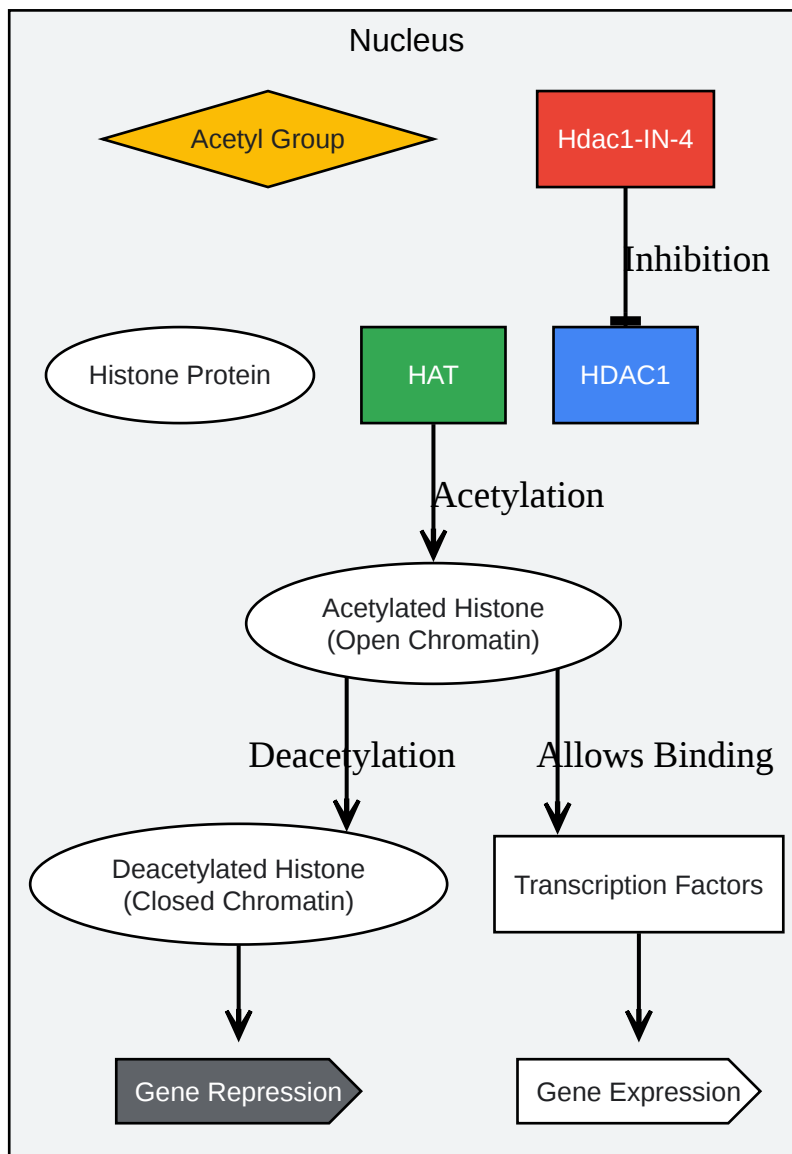 Nucleus
Acetyl Group
Hdac1-IN-4
Inhibition
Histone Protein
HAT
HDAC1
Acetylation
Acetylated Histone
(Open Chromatin)
Deacetylation
Allows Binding
Deacetylated Histone
(Closed Chromatin)
Transcription Factors
Gene Repression
Gene Expression